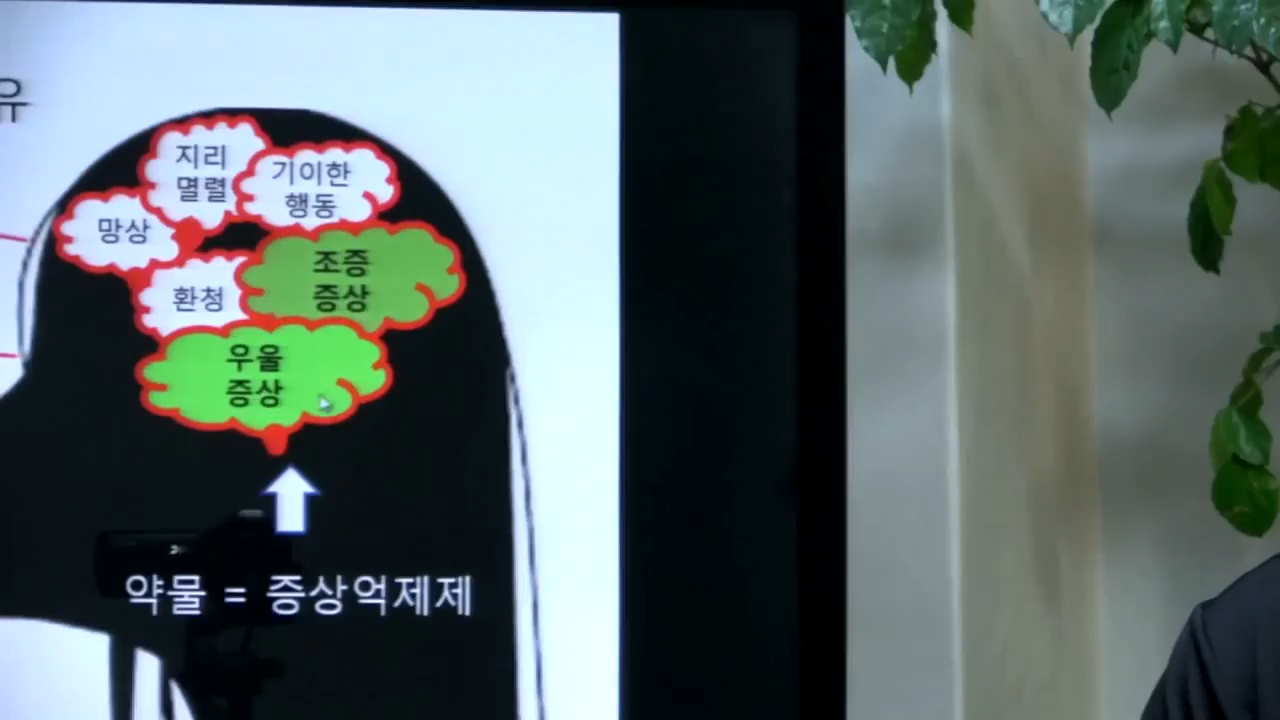 유
지리
멸렬
기이한
행동
망상
조증
증상
환청
우울
증상
약물 = 증상억제제